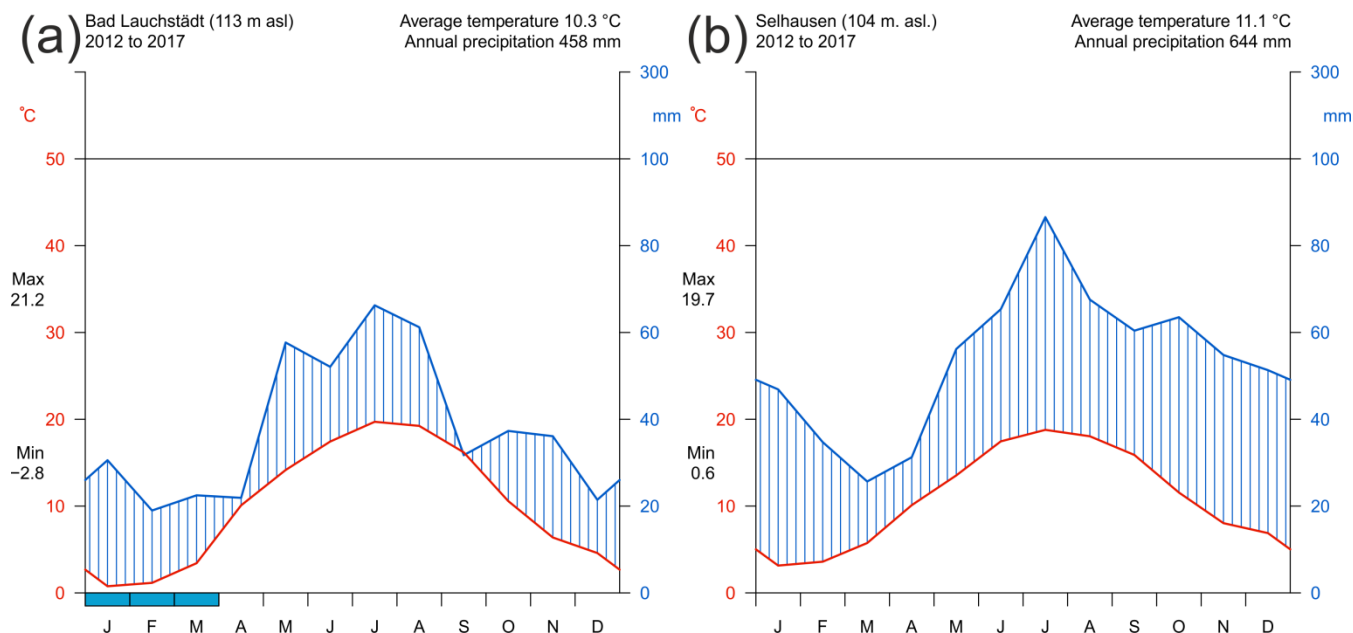 (a) Bad Lauchstädt (113 m asl) Average temperature 10.3 °C
2012 to 2017 Annual precipitation 458 mm
300
°C mm
50 100
40 80
Max
21.2
30 60
20 40
Min
−2.8
10 20
0 0
J F M A M J J A S O N D
(b) Selhausen (104 m. asl.) Average temperature 11.1 °C
2012 to 2017 Annual precipitation 644 mm
300
°C mm
50 100
40 80
Max
19.7
30 60
20 40
Min
0.6
10 20
0 0
J F M A M J J A S O N D